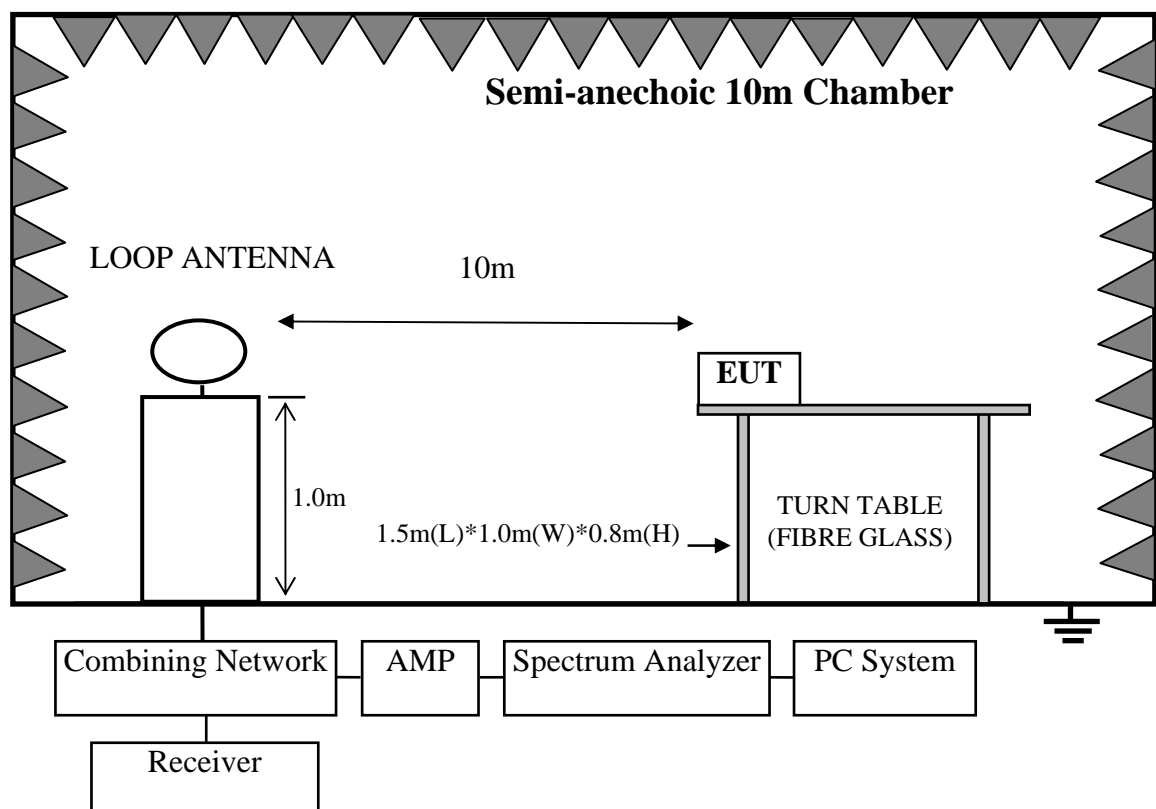 Semi-anechoic 10m Chamber
LOOP ANTENNA
10m
EUT
1.0m
TURN TABLE
(FIBRE GLASS)
1.5m(L)*1.0m(W)*0.8m(H)
Combining Network
AMP
Spectrum Analyzer
PC System
Receiver